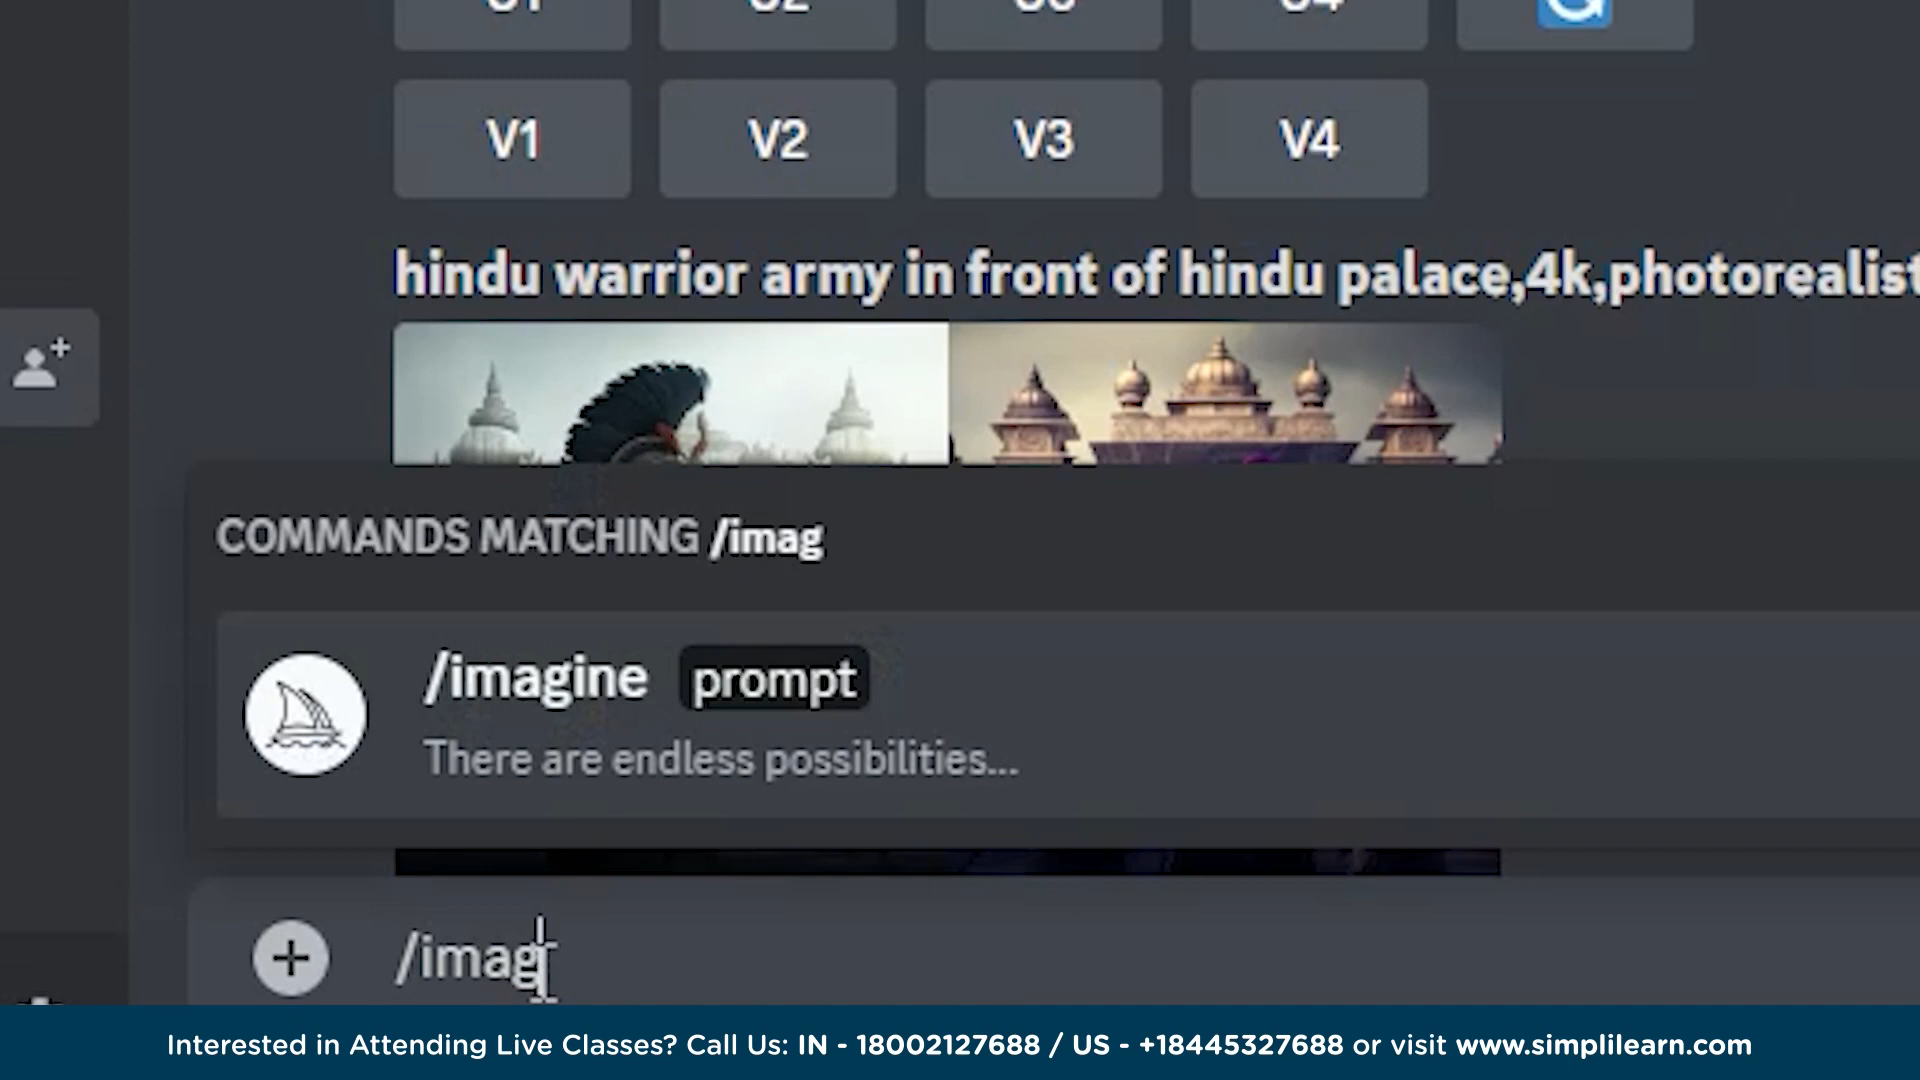 V1 V2 V3 V4
hindu warrior army in front of hindu palace,4k,photorealist
COMMANDS MATCHING /imag
/imagine prompt
There are endless possibilities...
/imag
Interested in Attending Live Classes? Call Us: IN - 18002127688 / US - +18445327688 or visit www.simplilearn.com